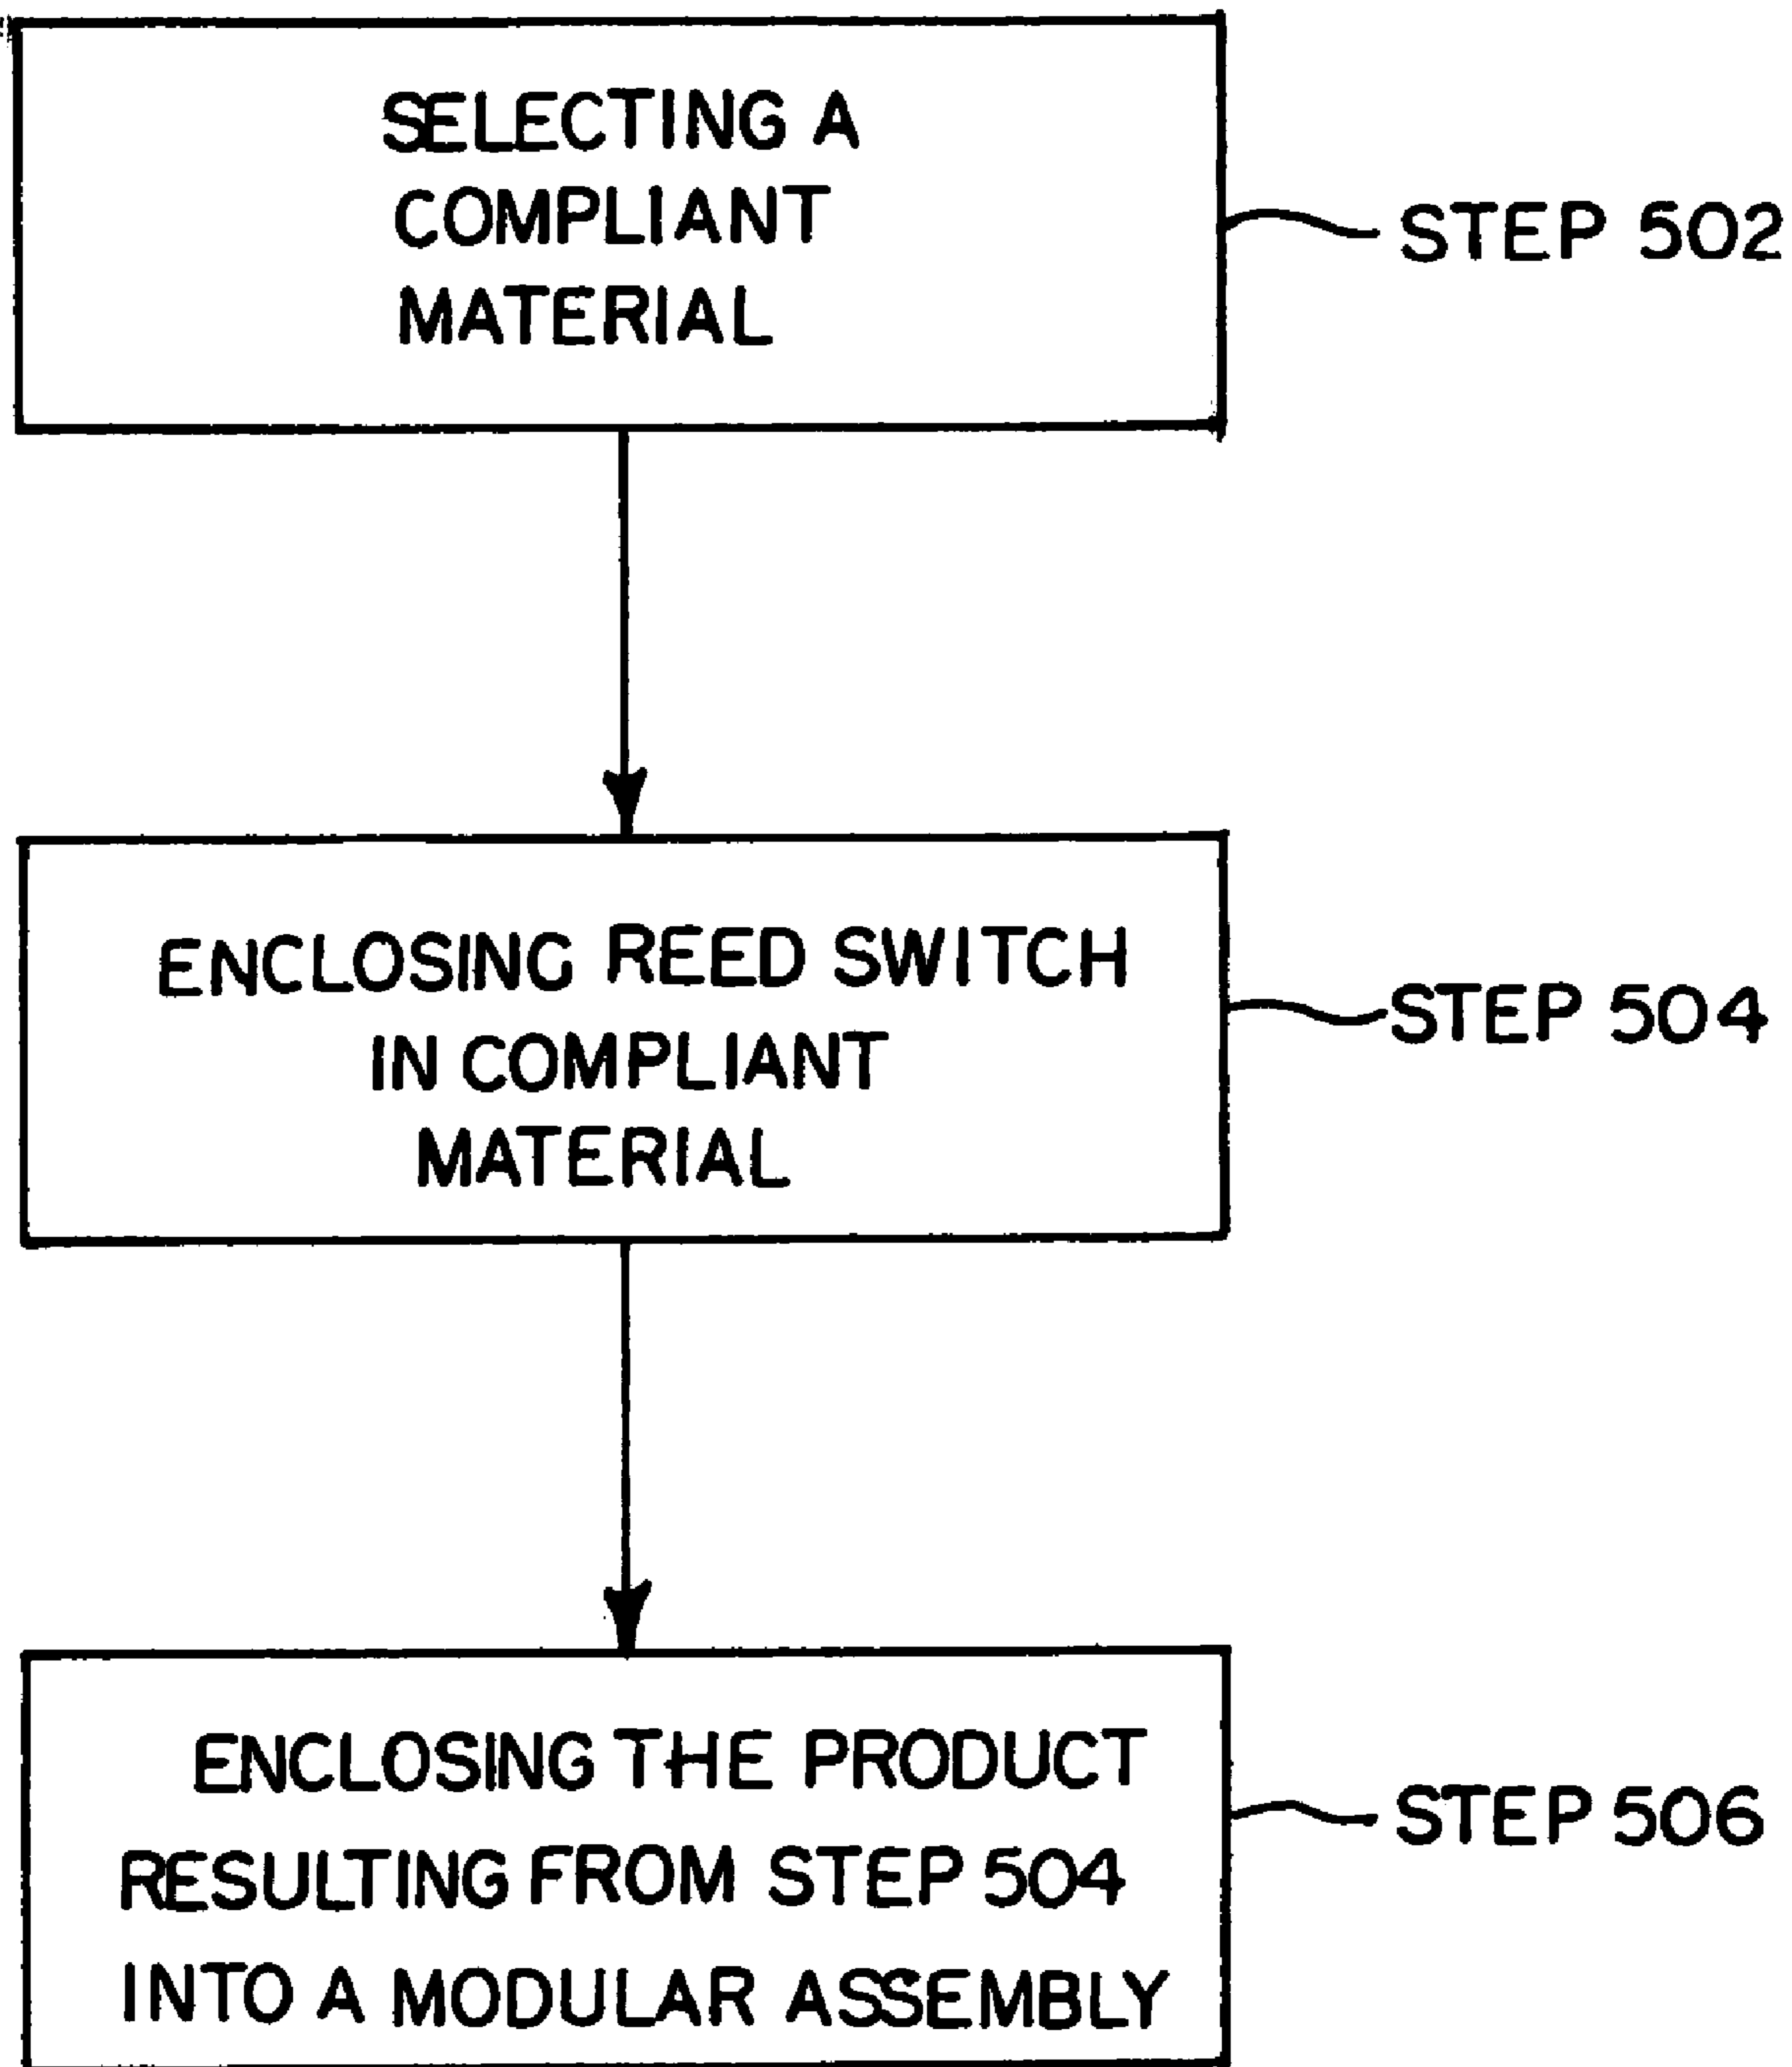 SELECTING A
COMPLIANT
MATERIAL
STEP 502
ENCLOSING REED SWITCH
IN COMPLIANT
MATERIAL
STEP 504
ENCLOSING THE PRODUCT
RESULTING FROM STEP 504
INTO A MODULAR ASSEMBLY
STEP 506